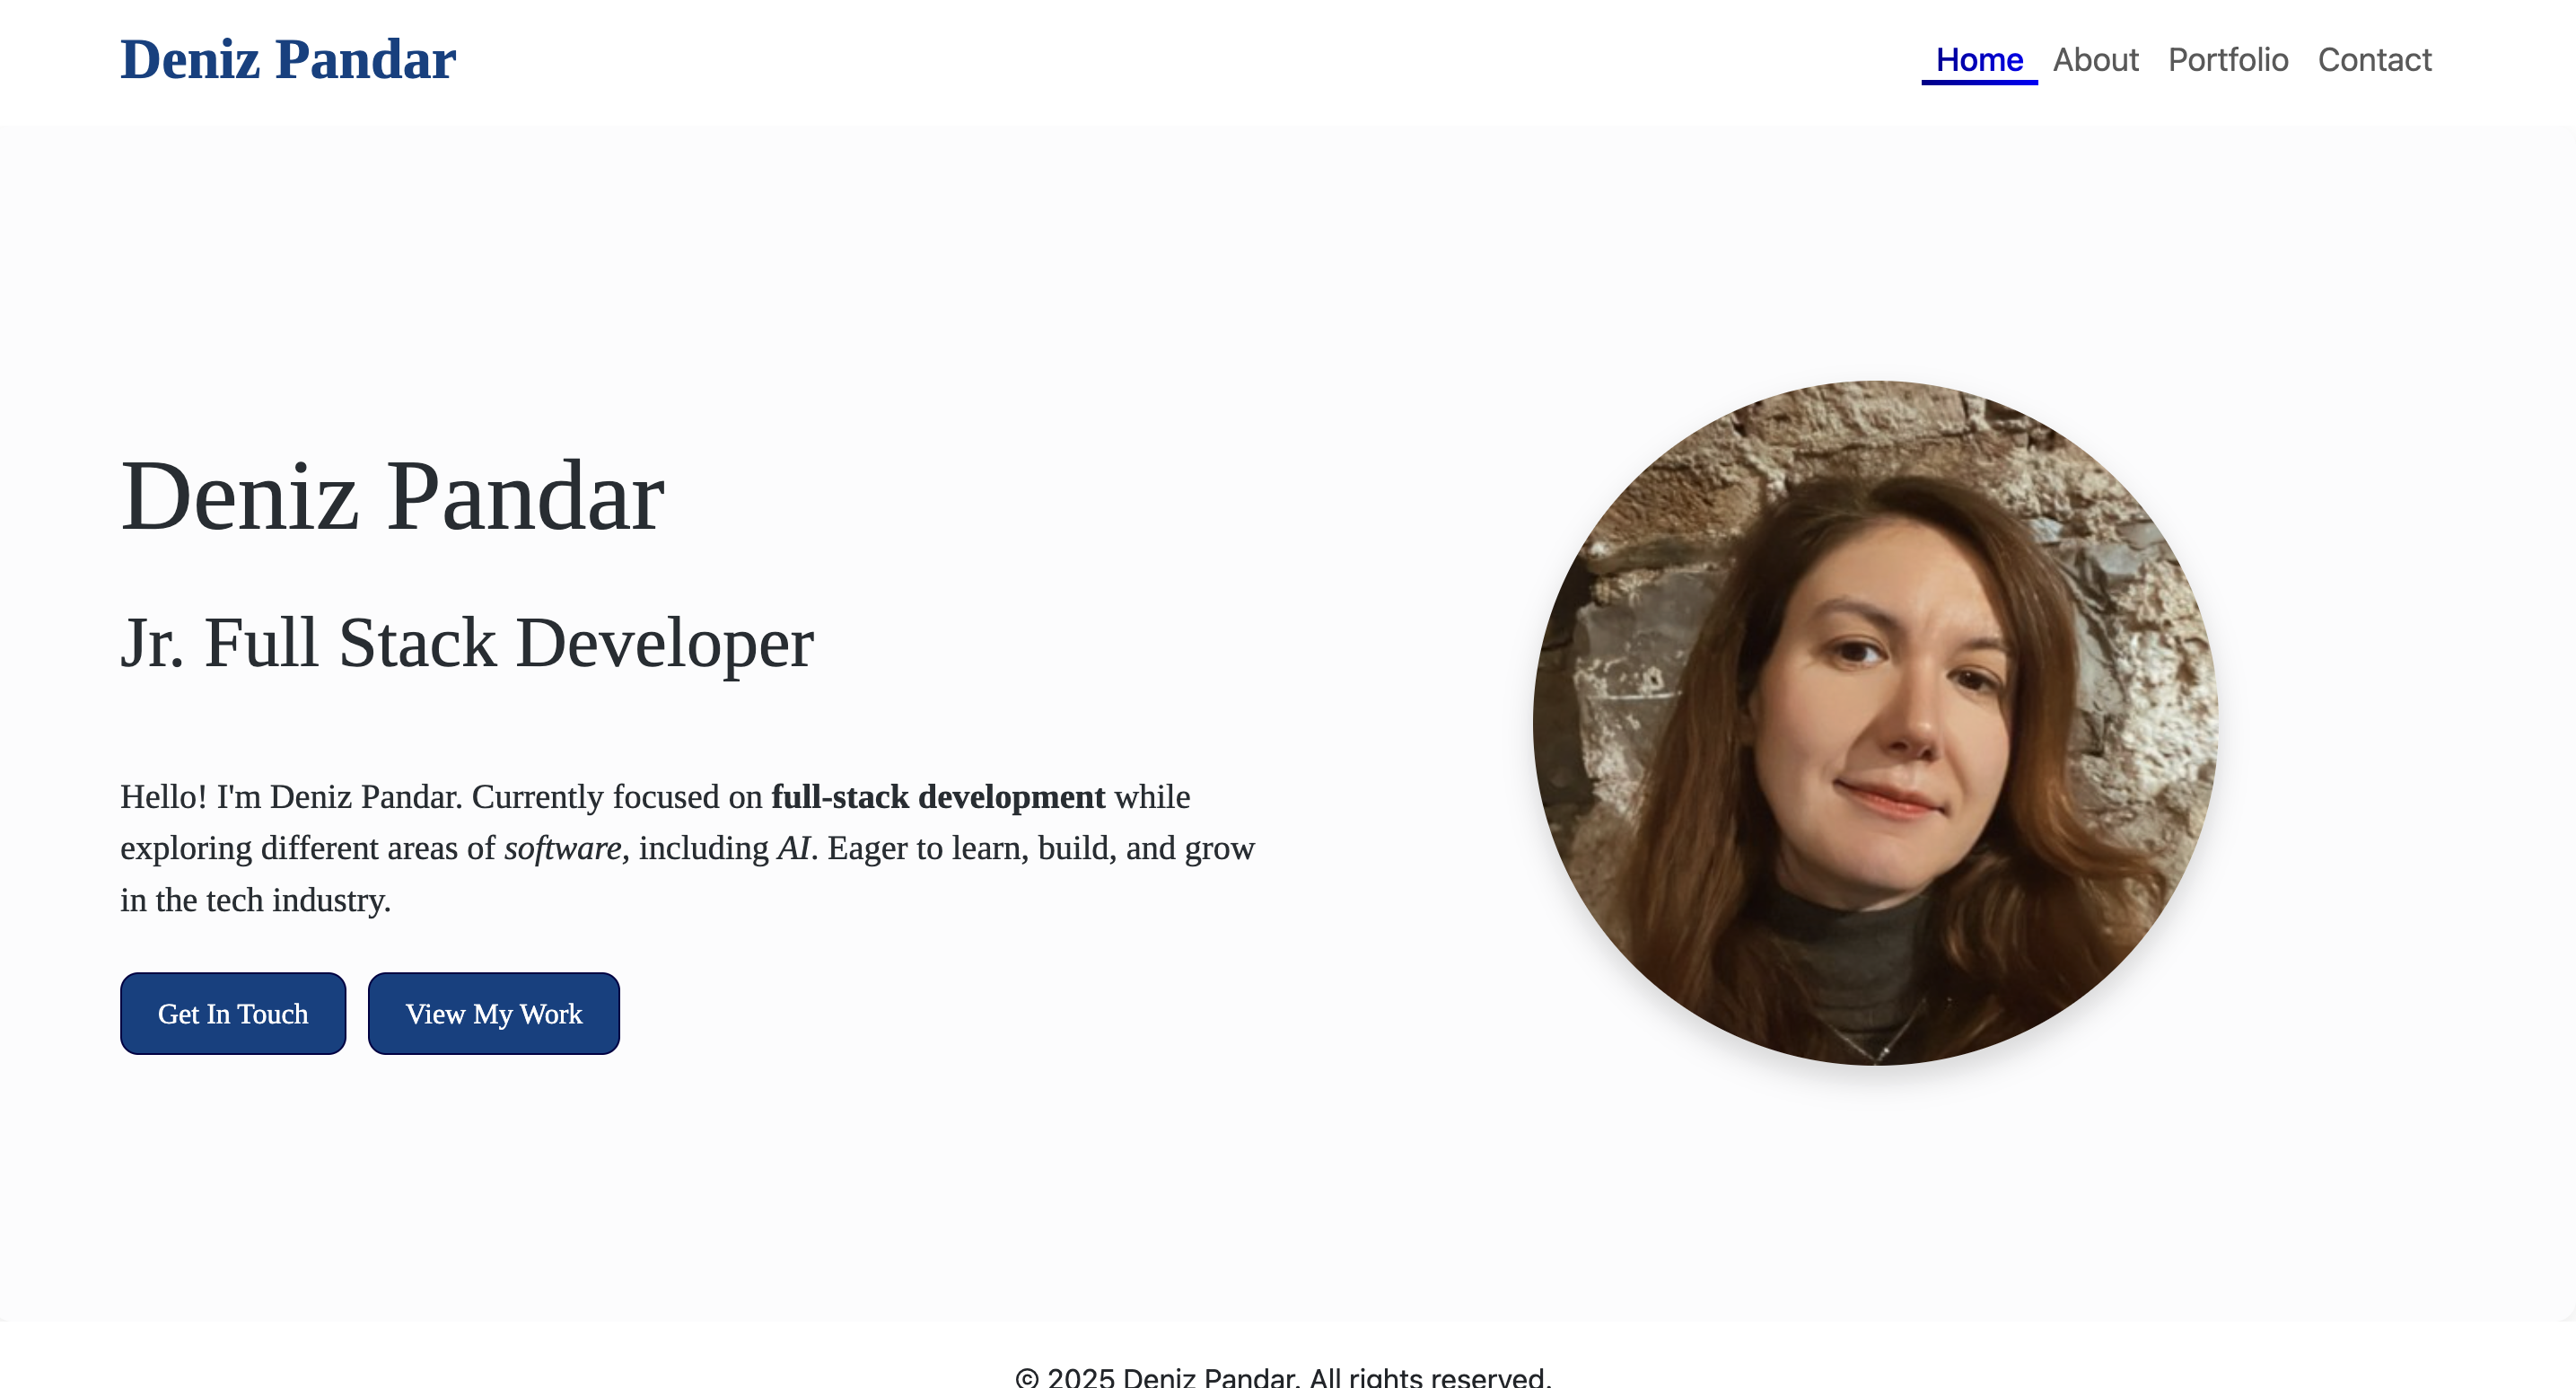 Deniz Pandar
Home About Portfolio Contact
Deniz Pandar
Jr. Full Stack Developer
Hello! I'm Deniz Pandar. Currently focused on full-stack development while
exploring different areas of software, including AI. Eager to learn, build, and grow
in the tech industry.
Get In Touch View My Work
© 2025 Deniz Pandar. All rights reserved.